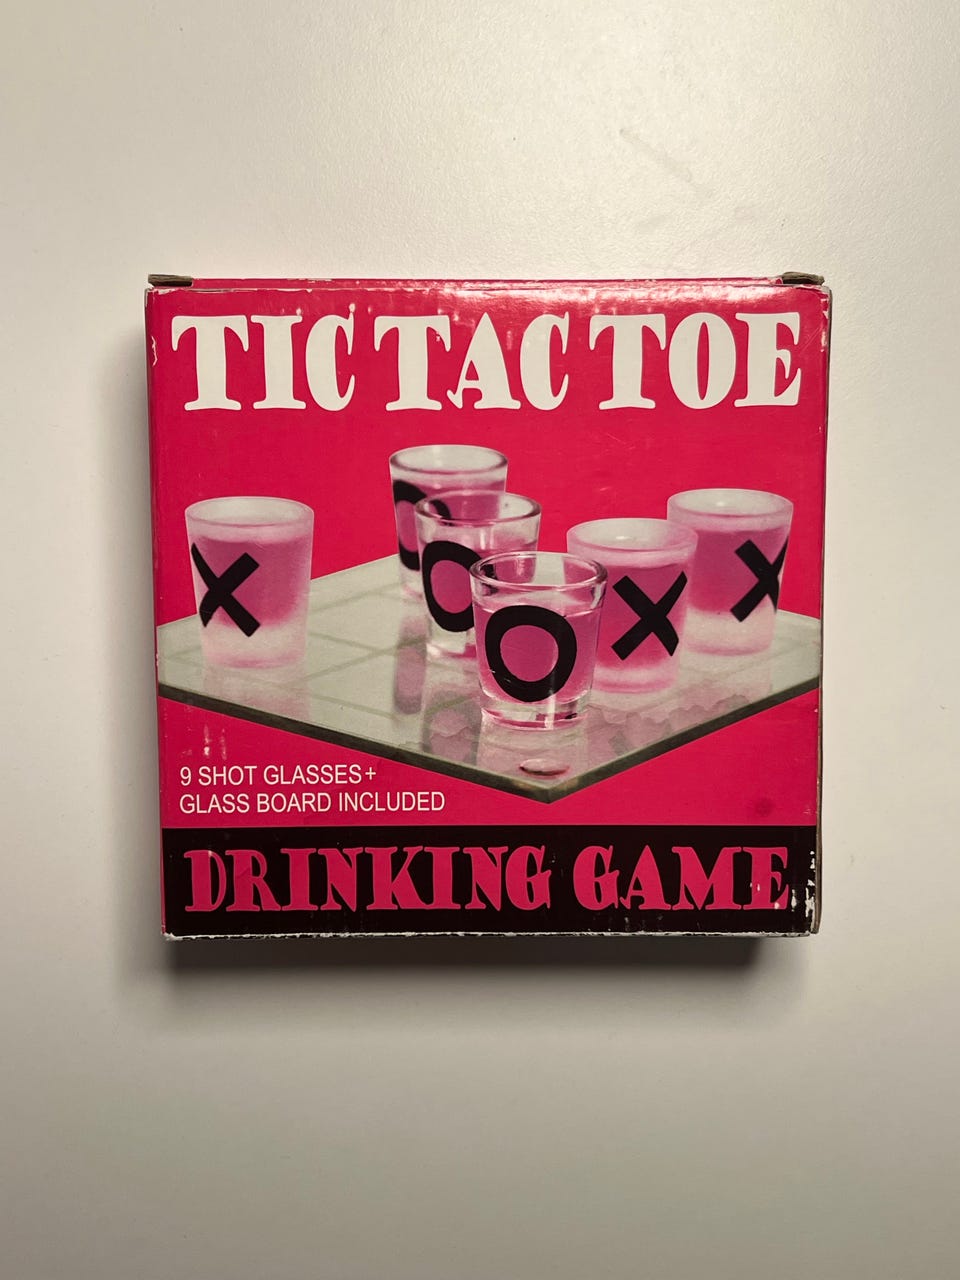 TIC TAC TOE
X
O
O
O
X
X
9 SHOT GLASSES+
GLASS BOARD INCLUDED
DRINKING GAME